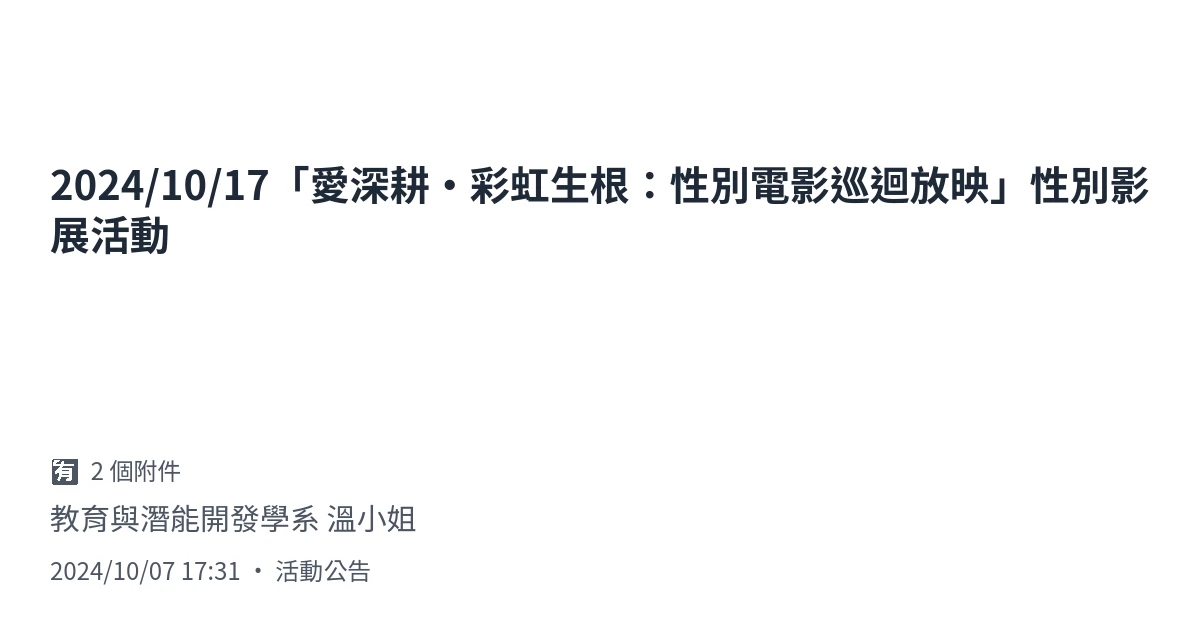 2024/10/17「愛深耕・彩虹生根：性別電影巡迴放映」性別影
展活動
有 2 個附件
教育與潛能開發學系 溫小姐
2024/10/07 17:31 ・ 活動公告